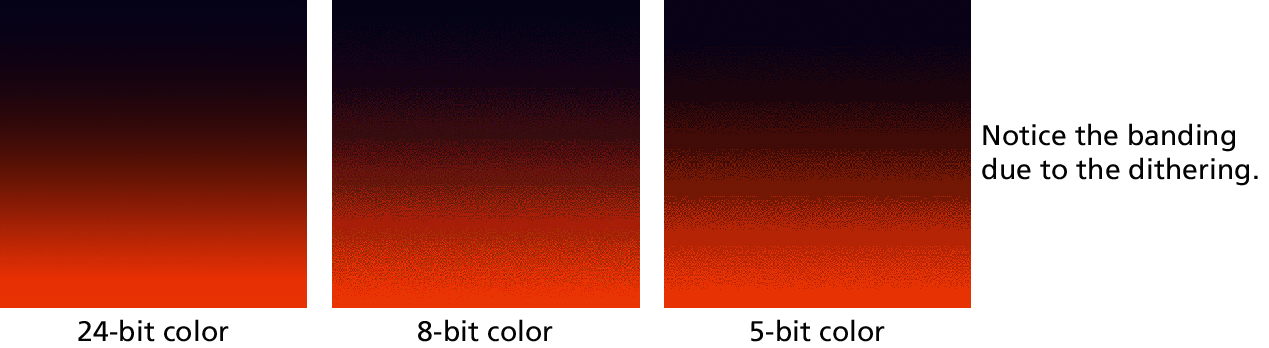 Notice the banding
due to the dithering.
24-bit color
8-bit color
5-bit color